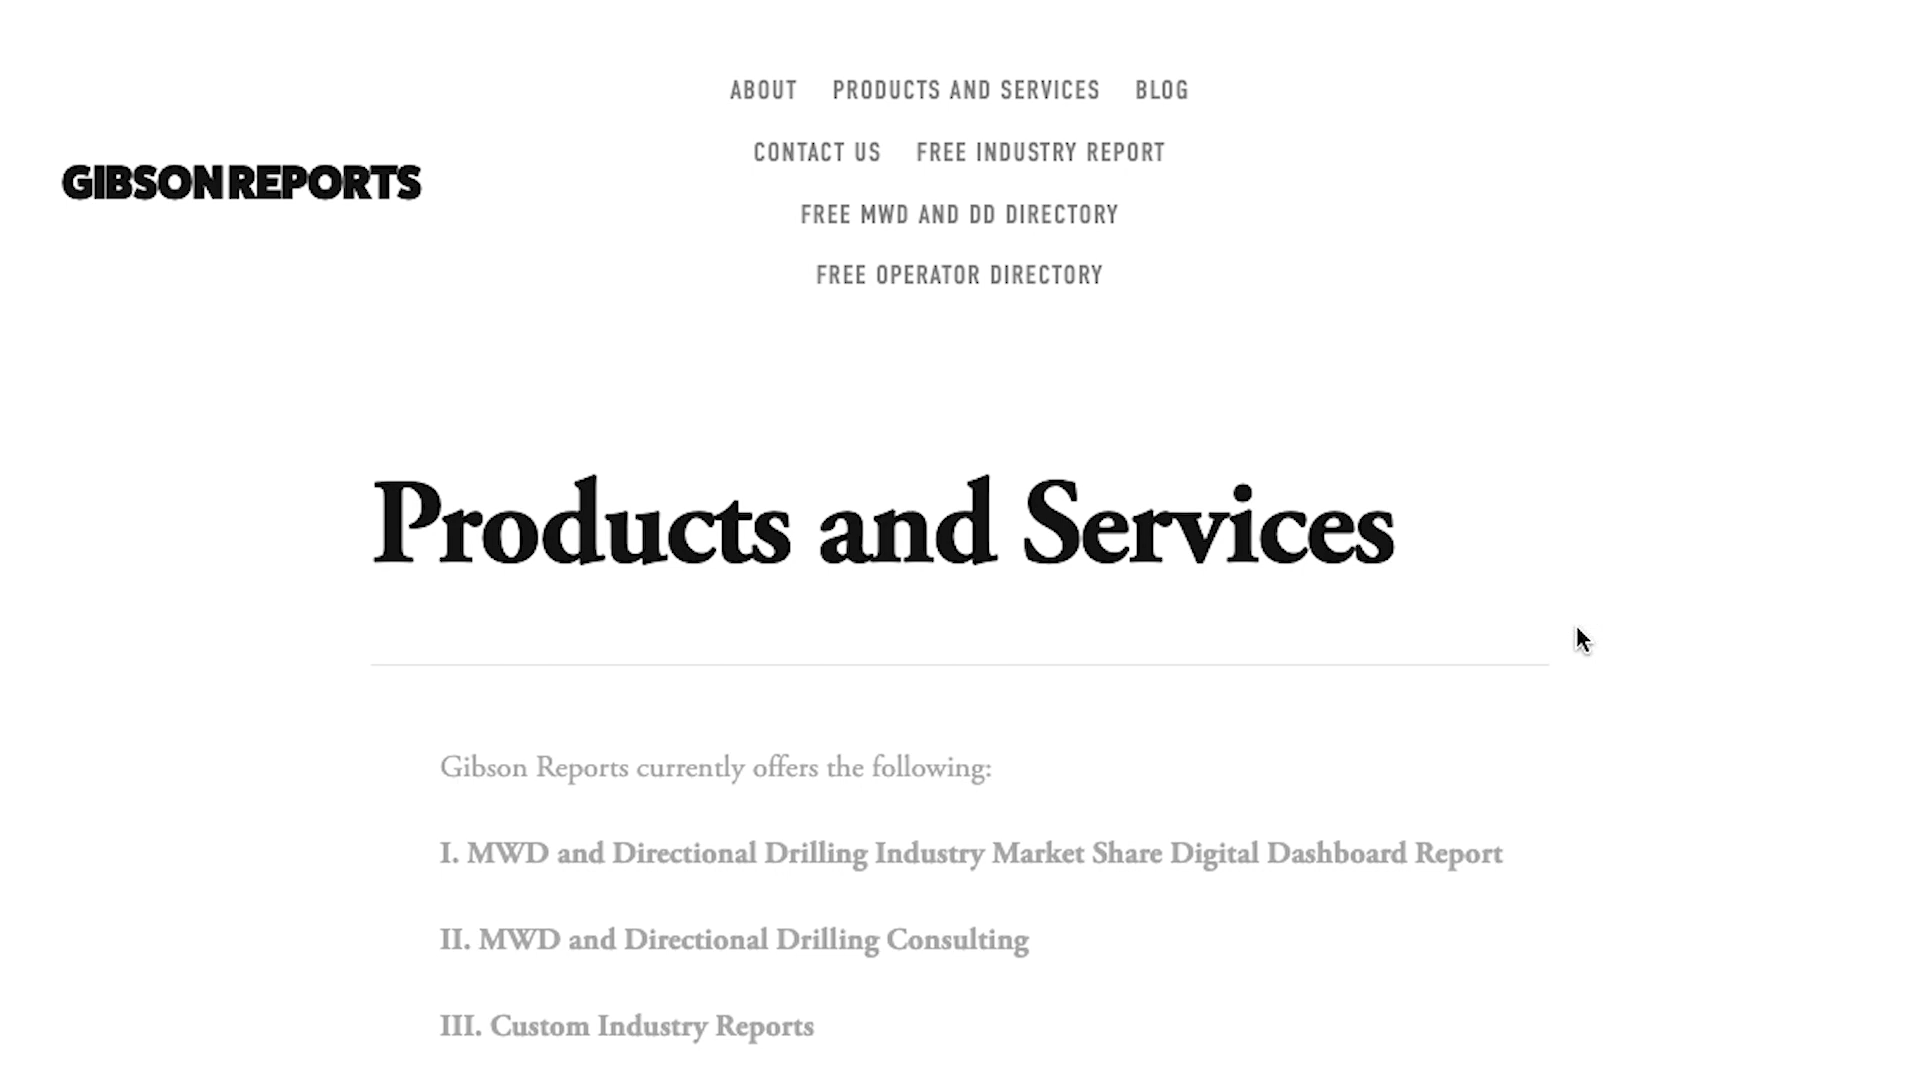 ABOUT PRODUCTS AND SERVICES BLOG
CONTACT US FREE INDUSTRY REPORT
GIBSON REPORTS
FREE MWD AND DD DIRECTORY
FREE OPERATOR DIRECTORY
Products and Services
Gibson Reports currently offers the following:
I. MWD and Directional Drilling Industry Market Share Digital Dashboard Report
II. MWD and Directional Drilling Consulting
III. Custom Industry Reports